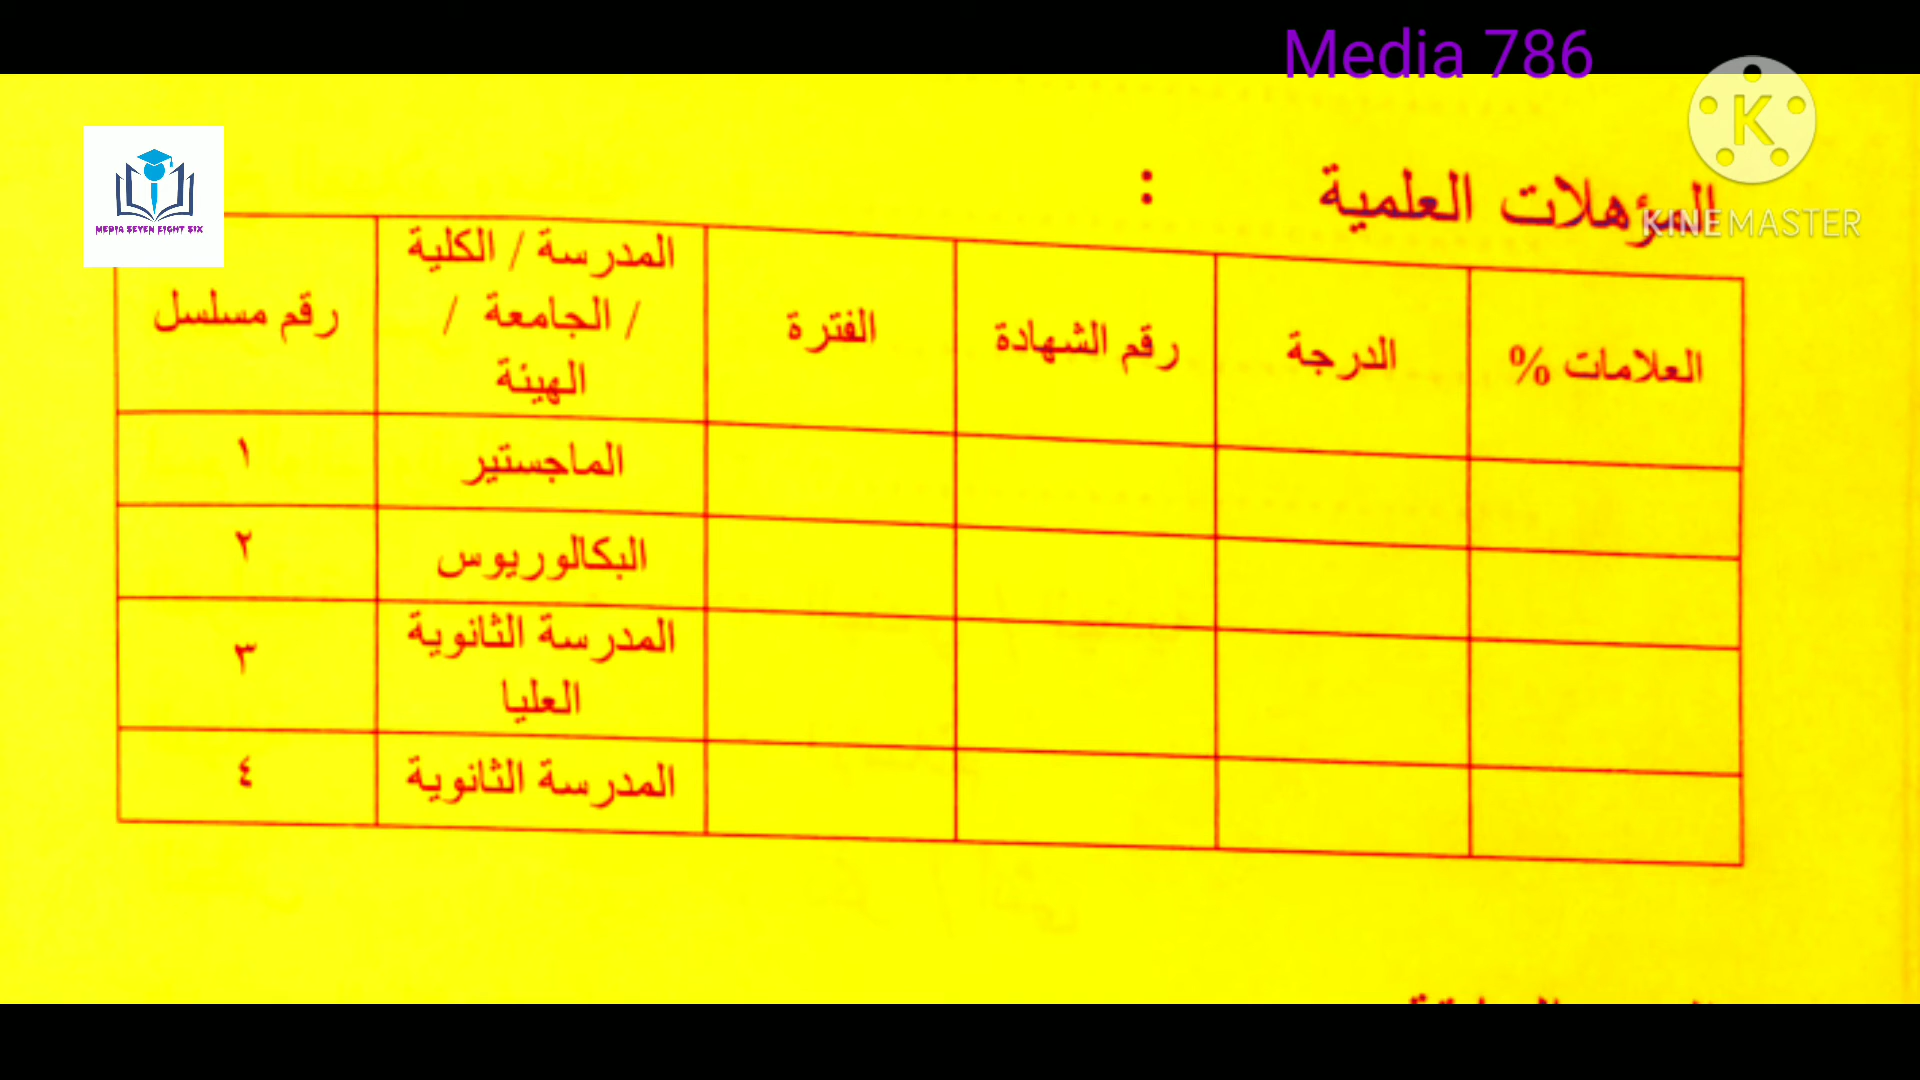 Media 786
MEDIA SEVEN EIGHT SIX
KINEMASTER
المؤهلات العلمية :
رقم مسلسل
المدرسة / الكلية
/ الجامعة /
الهيئة
الفترة
رقم الشهادة
الدرجة
العلامات %
١
الماجستير
٢
البكالوريوس
٣
المدرسة الثانوية
العليا
٤
المدرسة الثانوية